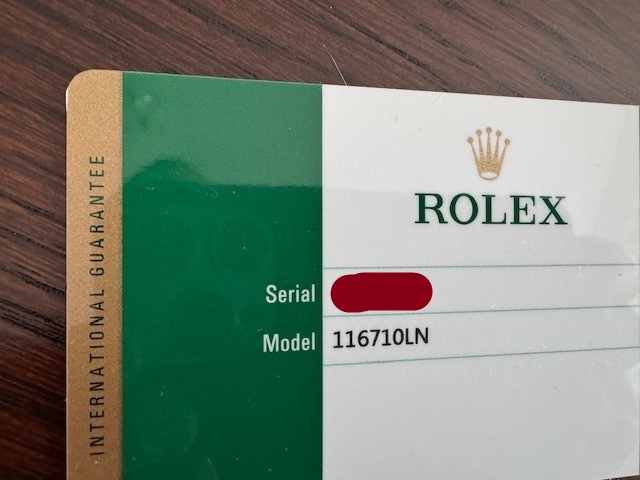 INTERNATIONAL GUARANTEE
ROLEX
Serial
Model 116710LN